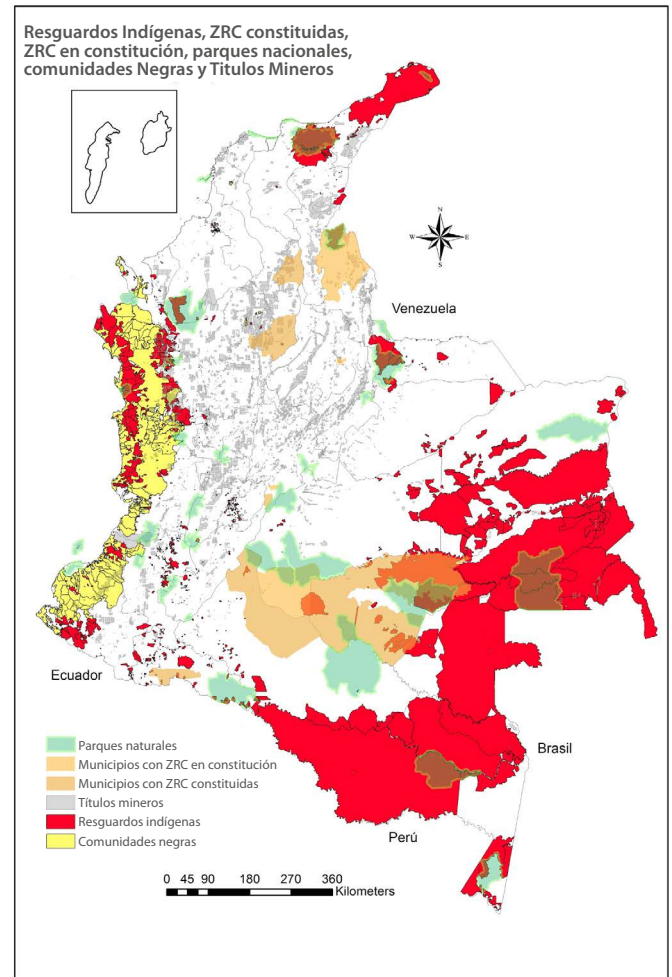 Resguardos Indígenas, ZRC constituidas,
ZRC en constitución, parques nacionales,
comunidades Negras y Titulos Mineros
N
W
E
S
Venezuela
Ecuador
Brasil
Perú
Parques naturales
Municipios con ZRC en constitución
Municipios con ZRC constituidas
Títulos mineros
Resguardos indígenas
Comunidades negras
0 45 90 180 270 360
Kilometers